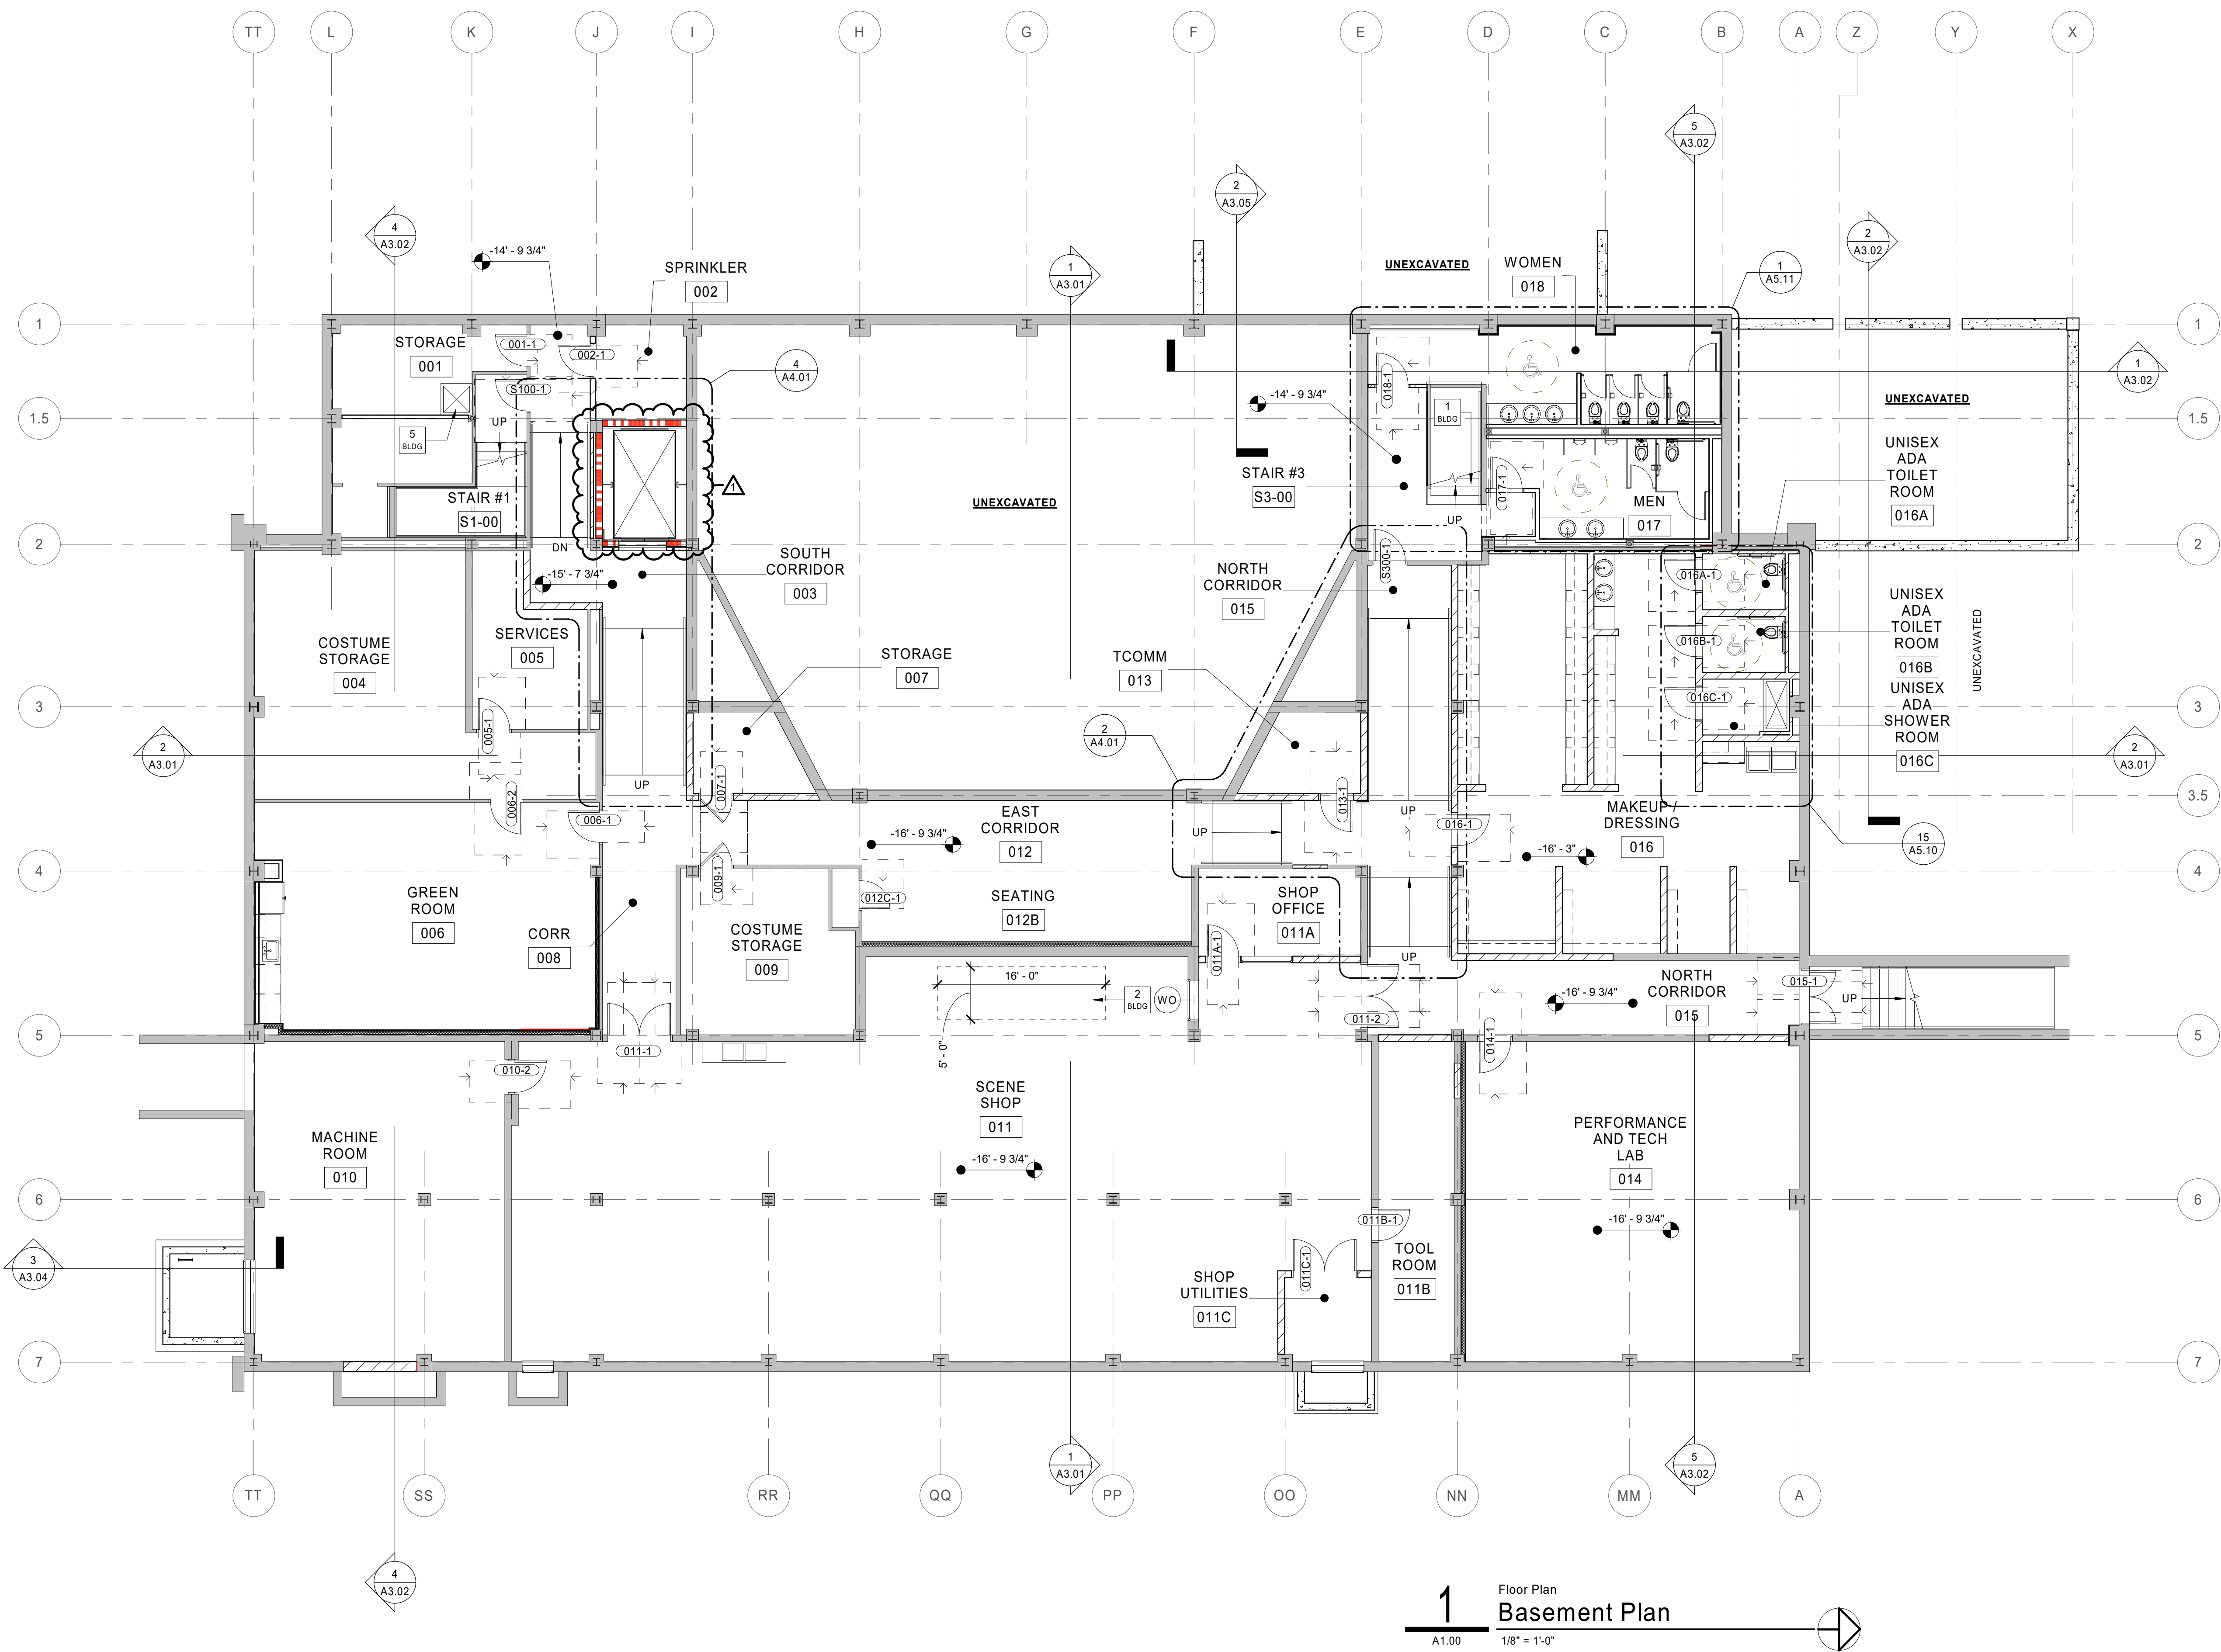 TT L K J I H G F E D C B A Z Y X
5
A3.02
2
A3.05
4
A3.02
2
A3.02
-14' - 9 3/4"
SPRINKLER
002
1
A3.01
UNEXCAVATED
WOMEN
018
1
A5.11
1
1
STORAGE
001
001-1
002-1
4
A4.01
018-1
1
A3.02
S100-1
-14' - 9 3/4"
1
BLDG
UNEXCAVATED
1.5
1.5
UP
5
BLDG
UNISEX
ADA
TOILET
ROOM
016A
STAIR #1
S1-00
1
UNEXCAVATED
STAIR #3
S3-00
017-1
MEN
017
UP
2
2
DN
SOUTH
CORRIDOR
003
-15' - 7 3/4"
NORTH
CORRIDOR
015
S300-1
016A-1
UNISEX
ADA
TOILET
ROOM
016B
UNEXCAVATED
COSTUME
STORAGE
004
SERVICES
005
STORAGE
007
TCOMM
013
016B-1
UNISEX
ADA
SHOWER
ROOM
016C
016C-1
3
3
005-1
2
A4.01
2
A3.01
2
A3.01
UP
007-1
006-2
013-1
3.5
UP
MAKEUP /
DRESSING
016
006-1
EAST
CORRIDOR
012
-16' - 9 3/4"
UP
016-1
-16' - 3"
15
A5.10
4
4
009-1
GREEN
ROOM
006
012C-1
SEATING
012B
SHOP
OFFICE
011A
CORR
008
COSTUME
STORAGE
009
011A-1
UP
16' - 0"
5' - 0"
2
BLDG
WO
NORTH
CORRIDOR
015
-16' - 9 3/4"
015-1
UP
011-2
5
5
011-1
014-1
010-2
SCENE
SHOP
011
MACHINE
ROOM
010
PERFORMANCE
AND TECH
LAB
014
-16' - 9 3/4"
6
6
011B-1
-16' - 9 3/4"
3
A3.04
011C-1
TOOL
ROOM
011B
SHOP
UTILITIES
011C
7
7
1
A3.01
5
A3.02
TT SS RR QQ PP OO NN MM A
4
A3.02
1
A1.00
Floor Plan
Basement Plan
1/8" = 1'-0"